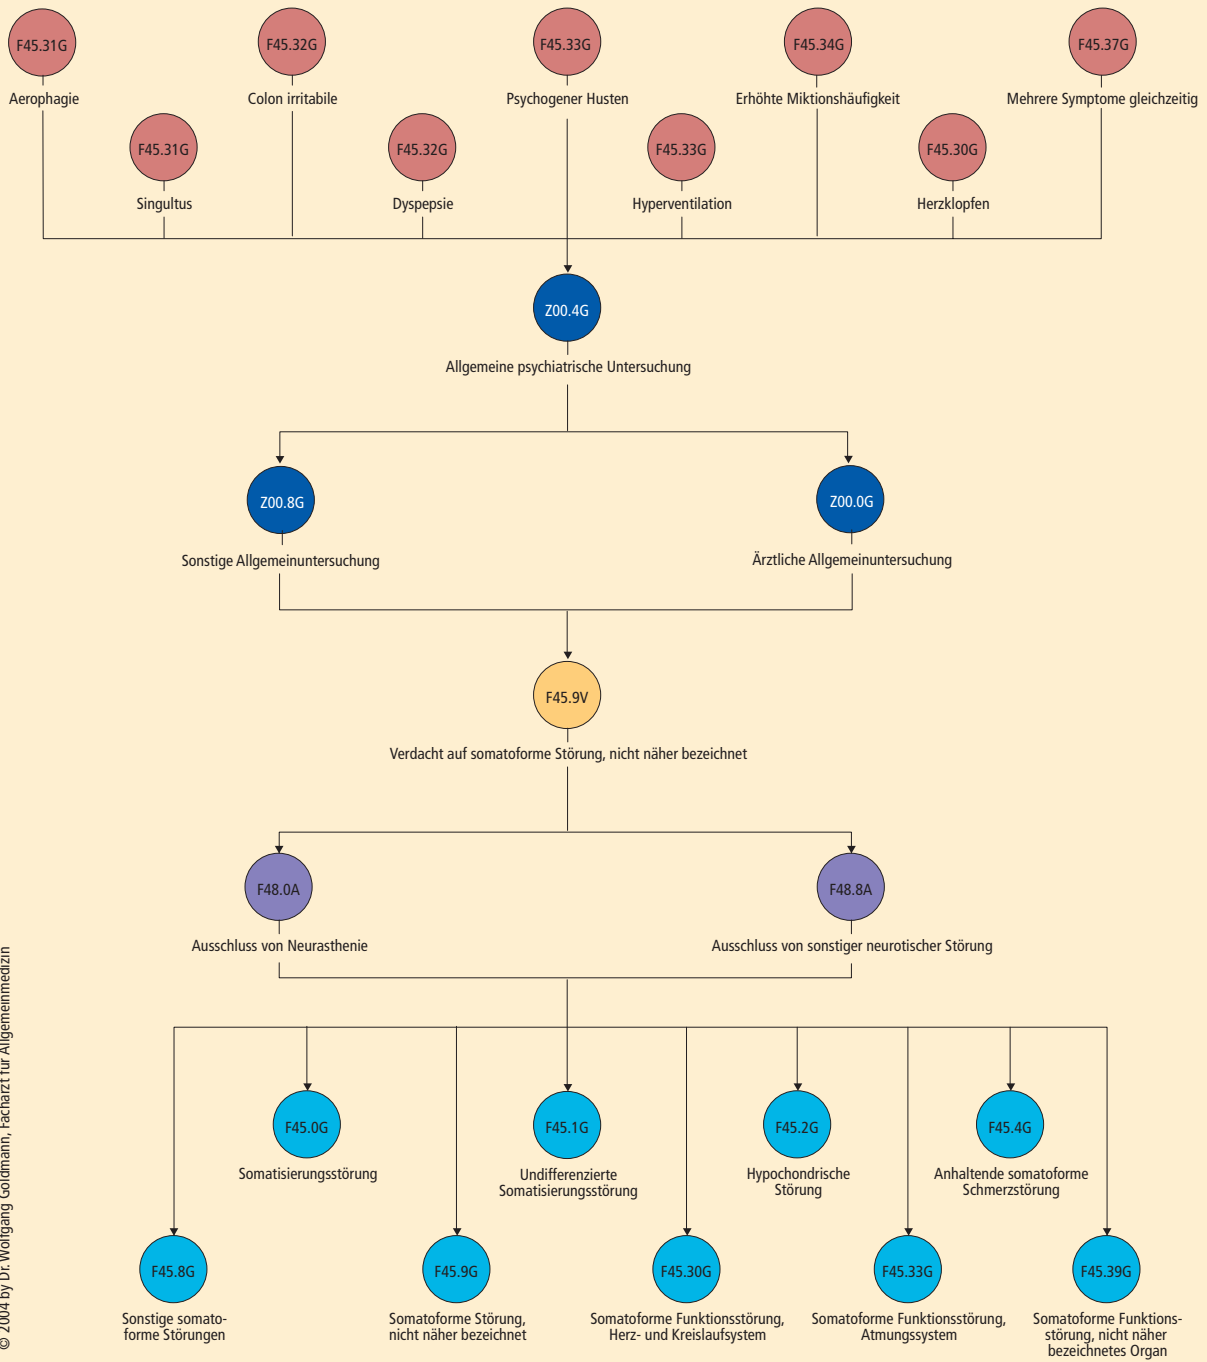 F45.31G
F45.32G
F45.33G
F45.34G
F45.37G
Aerophagie
Colon irritabile
Psychogener Husten
Erhöhte Miktionshäufigkeit
Mehrere Symptome gleichzeitig
F45.31G
F45.32G
F45.33G
F45.30G
Singultus
Dyspepsie
Hyperventilation
Herzklopfen
Z00.4G
Allgemeine psychiatrische Untersuchung
Z00.8G
Z00.0G
Sonstige Allgemeinuntersuchung
Ärztliche Allgemeinuntersuchung
F45.9V
Verdacht auf somatoforme Störung, nicht näher bezeichnet
F48.0A
F48.8A
Ausschluss von Neurasthenie
Ausschluss von sonstiger neurotischer Störung
F45.0G
F45.1G
F45.2G
F45.4G
Somatisierungsstörung
Undifferenzierte
Somatisierungsstörung
Hypochondrische
Störung
Anhaltende somatoforme
Schmerzstörung
F45.8G
F45.9G
F45.30G
F45.33G
F45.39G
Sonstige somato-
forme Störungen
Somatoforme Störung,
nicht näher bezeichnet
Somatoforme Funktionsstörung,
Herz- und Kreislaufsystem
Somatoforme Funktionsstörung,
Atmungssystem
Somatoforme Funktions-
störung, nicht näher
bezeichnetes Organ
© 2004 by Dr. Wolfgang Goldmann, Facharzt für Allgemeinmedizin